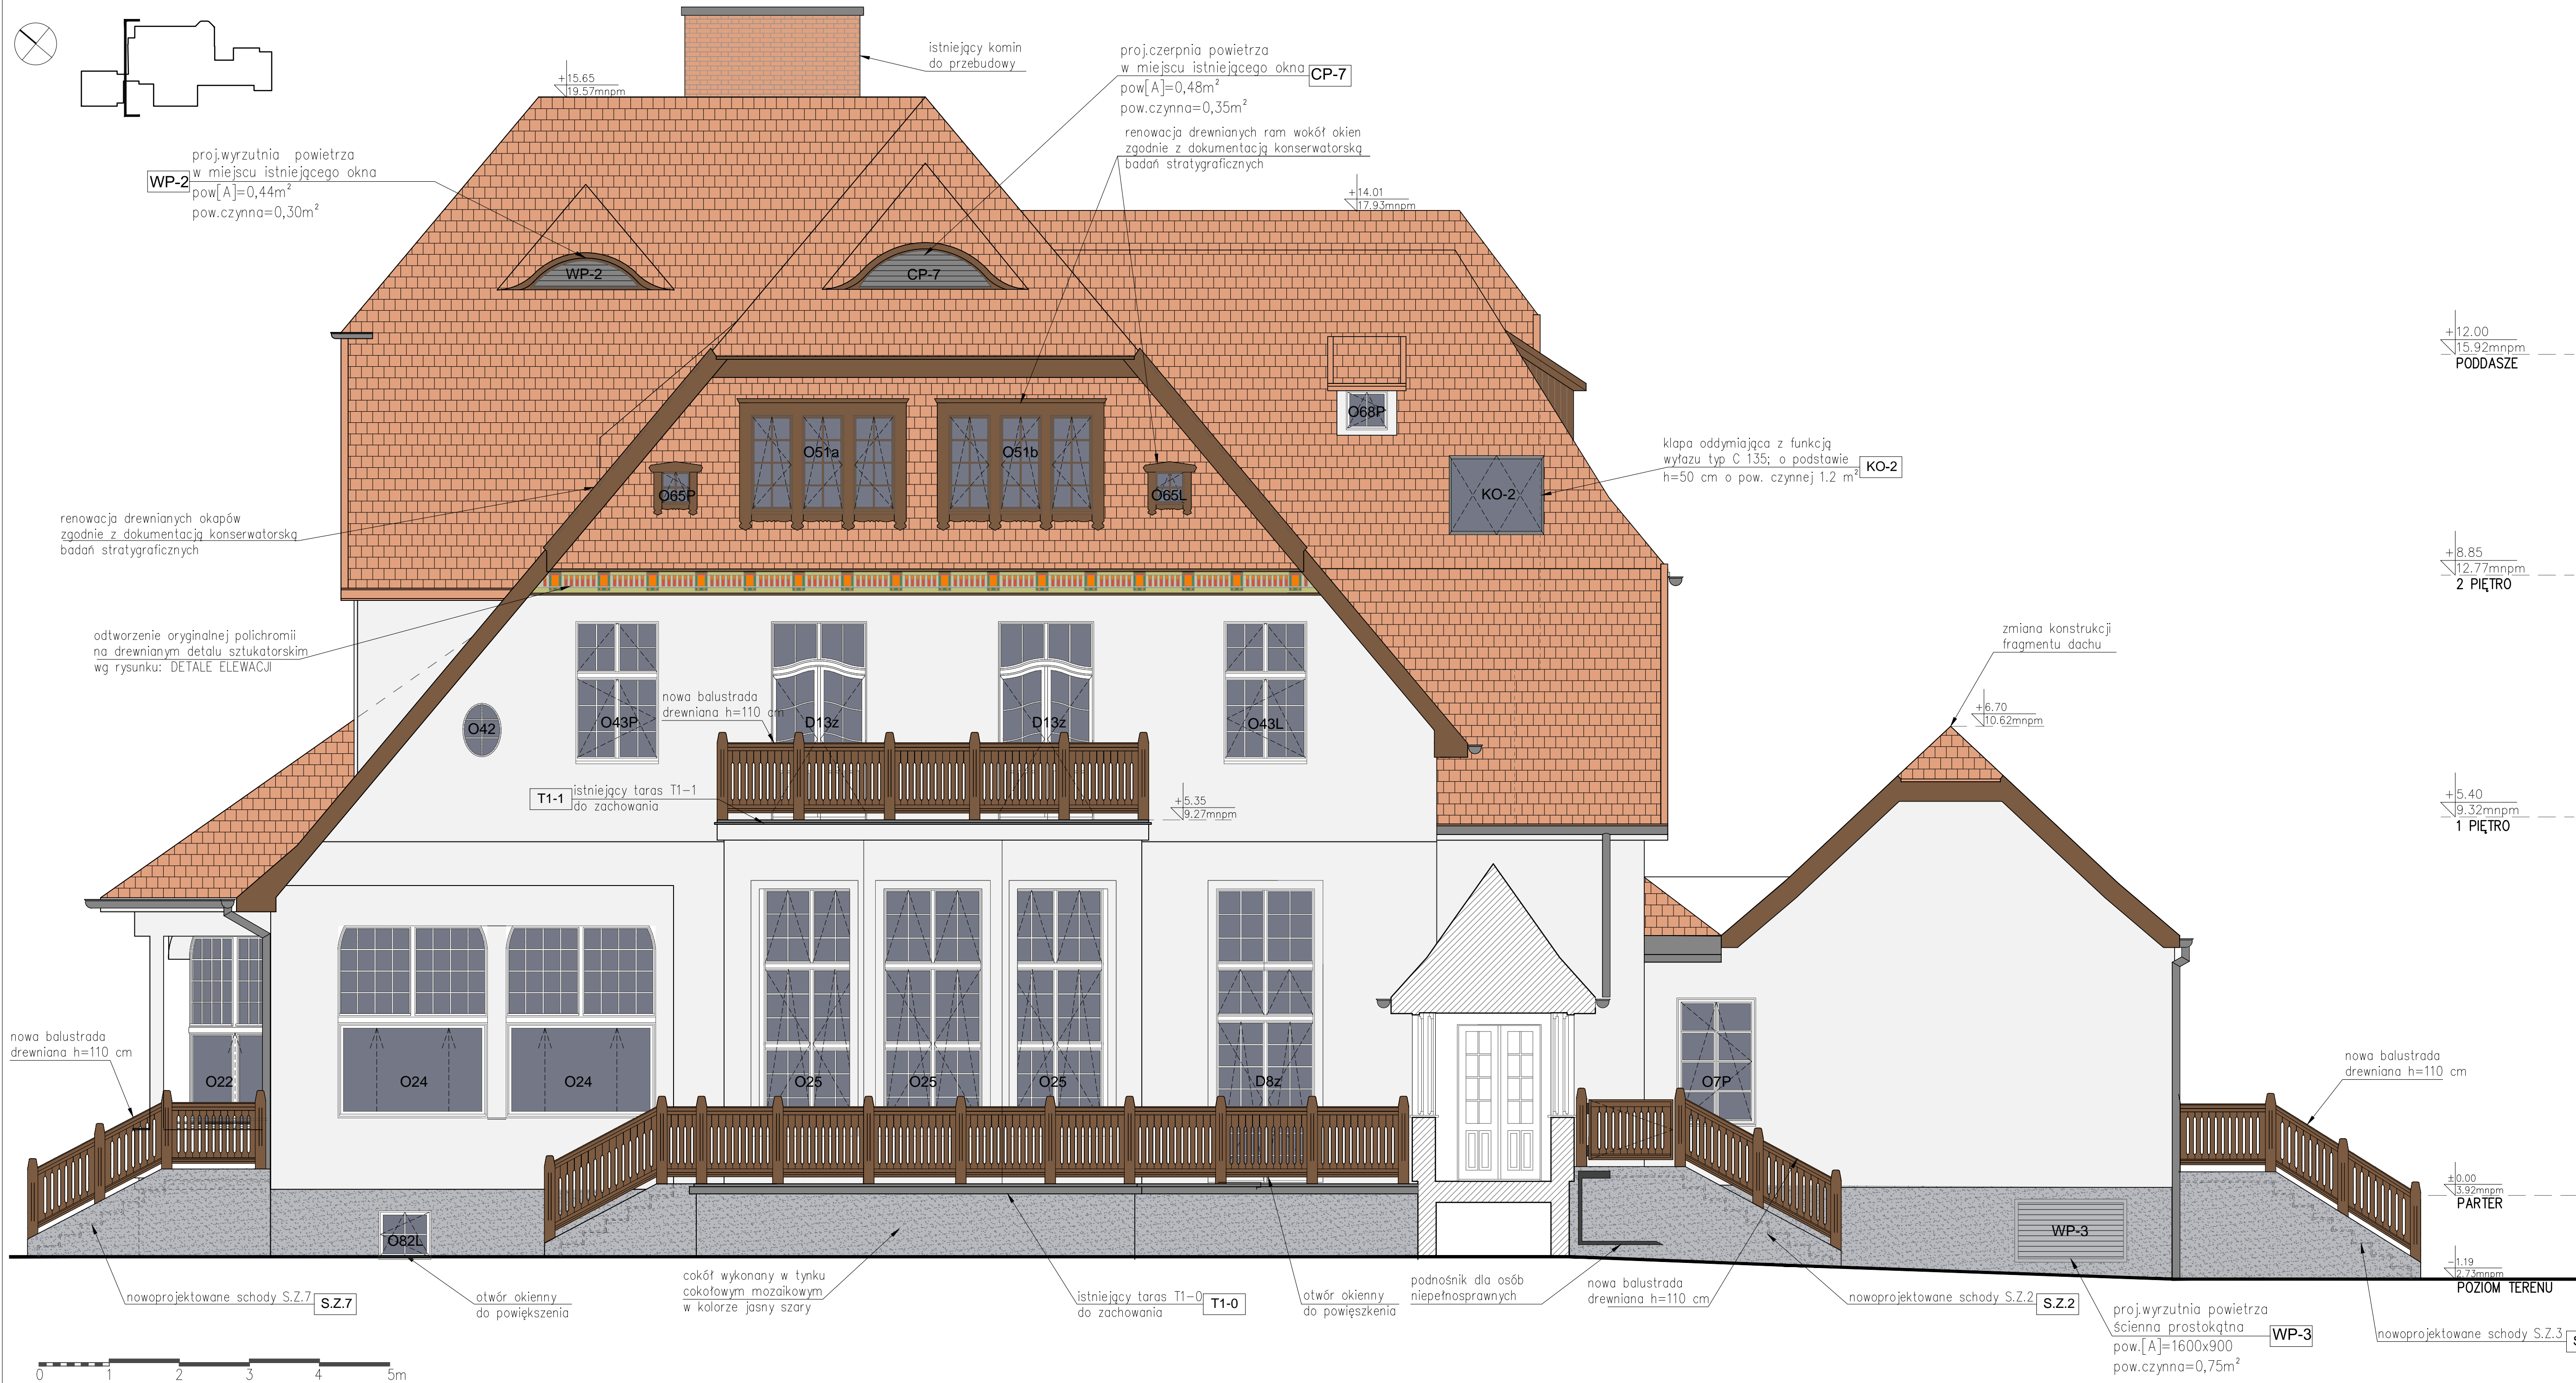 istniejący komin
do przebudowy
proj.czerpnia powietrza
w miejscu istniejącego okna
CP-7
pow[A]=0,48m²
pow.czynna=0,35m²
+15.65
19.57mnpm
renowacja drewnianych ram wokół okien
zgodnie z dokumentacją konserwatorską
badań stratygraficznych
proj.wyrzutnia powietrza
w miejscu istniejącego okna
WP-2
pow[A]=0,44m²
pow.czynna=0,30m²
+14.01
17.93mnpm
WP-2
CP-7
+12.00
15.92mnpm
PODDASZE
O68P
O51a
O51b
O65P
O65L
KO-2
klapa oddymiająca z funkcją
wyłazu typ C 135; o podstawie
h=50 cm o pow. czynnej 1.2 m²
KO-2
renowacja drewnianych okapów
zgodnie z dokumentacją konserwatorską
badań stratygraficznych
+8.85
12.77mnpm
2 PIĘTRO
odtworzenie oryginalnej polichromii
na drewnianym detalu sztukatorskim
wg rysunku: DETALE ELEWACJI
zmiana konstrukcji
fragmentu dachu
+6.70
10.62mnpm
nowa balustrada
drewniana h=110 cm
O42
O43P
D13z
D13z
O43L
T1-1
istniejący taras T1-1
do zachowania
+5.35
9.27mnpm
+5.40
9.32mnpm
1 PIĘTRO
nowa balustrada
drewniana h=110 cm
O22
O24
O24
O25
O25
O25
D8z
O7P
nowa balustrada
drewniana h=110 cm
±0.00
3.92mnpm
PARTER
O82L
WP-3
-1.19
2.73mnpm
POZIOM TERENU
nowoprojektowane schody S.Z.7
S.Z.7
otwór okienny
do powiększenia
cokół wykonany w tynku
cokołowym mozaikowym
w kolorze jasny szary
istniejący taras T1-0
do zachowania
T1-0
otwór okienny
do powięszkenia
podnośnik dla osób
niepełnosprawnych
nowa balustrada
drewniana h=110 cm
nowoprojektowane schody S.Z.2
S.Z.2
proj.wyrzutnia powietrza
ścienna prostokątna
WP-3
pow.[A]=1600x900
pow.czynna=0,75m²
nowoprojektowane schody S.Z.3
0 1 2 3 4 5m